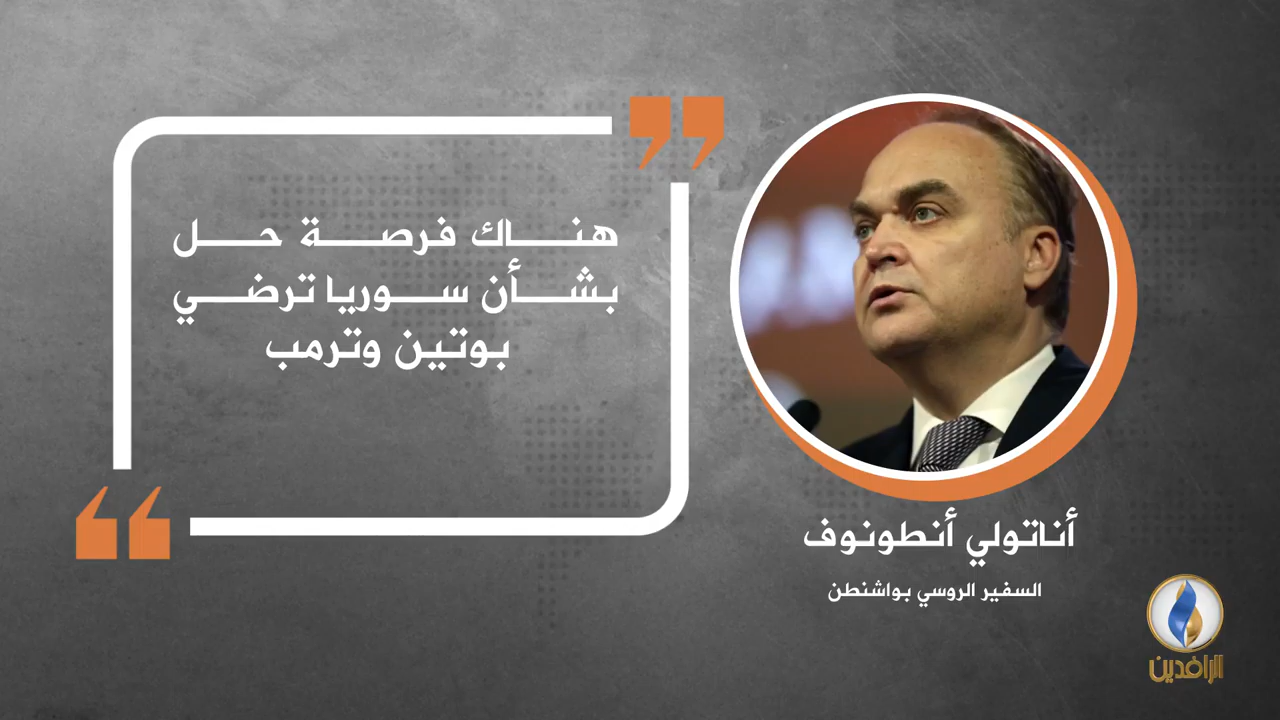 هناك فرصة حل
بشأن سوريا ترضي
بوتين وترمب
أناتولي أنطونوف
السفير الروسي بواشنطن
الرافدين